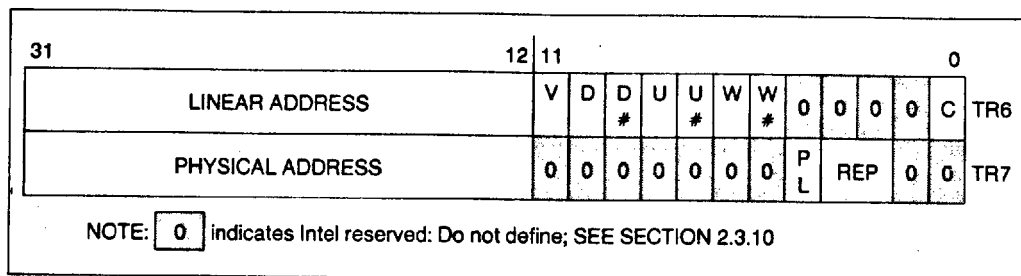 31 12 11 0
LINEAR ADDRESS V D D# U U# W W# 0 0 0 0 C TR6
PHYSICAL ADDRESS 0 0 0 0 0 0 0 PL REP 0 0 TR7
NOTE: 0 indicates Intel reserved: Do not define; SEE SECTION 2.3.10